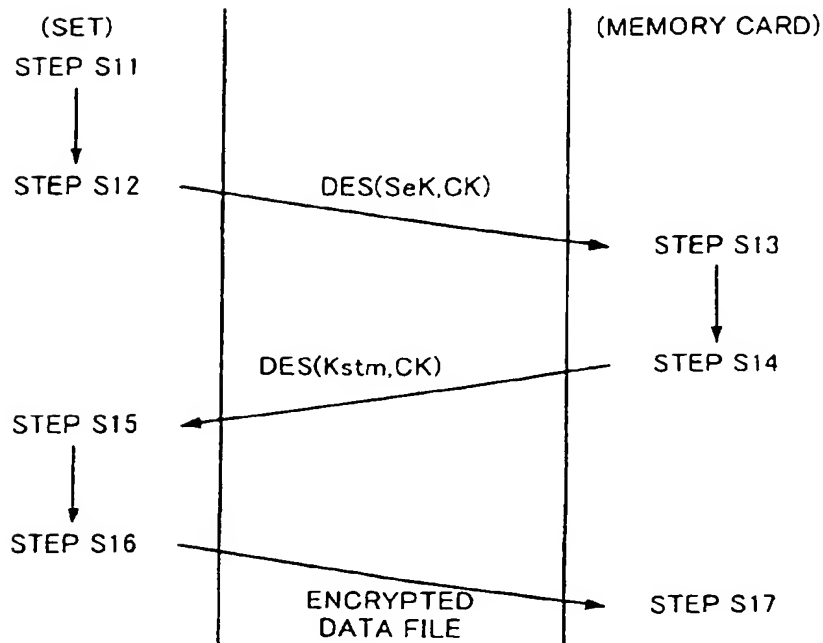 (SET)
(MEMORY CARD)
STEP S11
STEP S12
DES(SeK,CK)
STEP S13
STEP S14
DES(Kstm,CK)
STEP S15
STEP S16
STEP S17
ENCRYPTED
DATA FILE